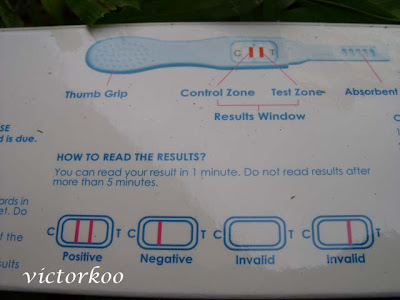 C T
Thumb Grip
Control Zone Test Zone Absorbent
Results Window
SE
d is due.
HOW TO READ THE RESULTS?
You can read your result in 1 minute. Do not read results after
more than 5 minutes.
ards in
et. Do
of the
sults
C T C T C T C T
Positive Negative Invalid Invalid
victorkoo